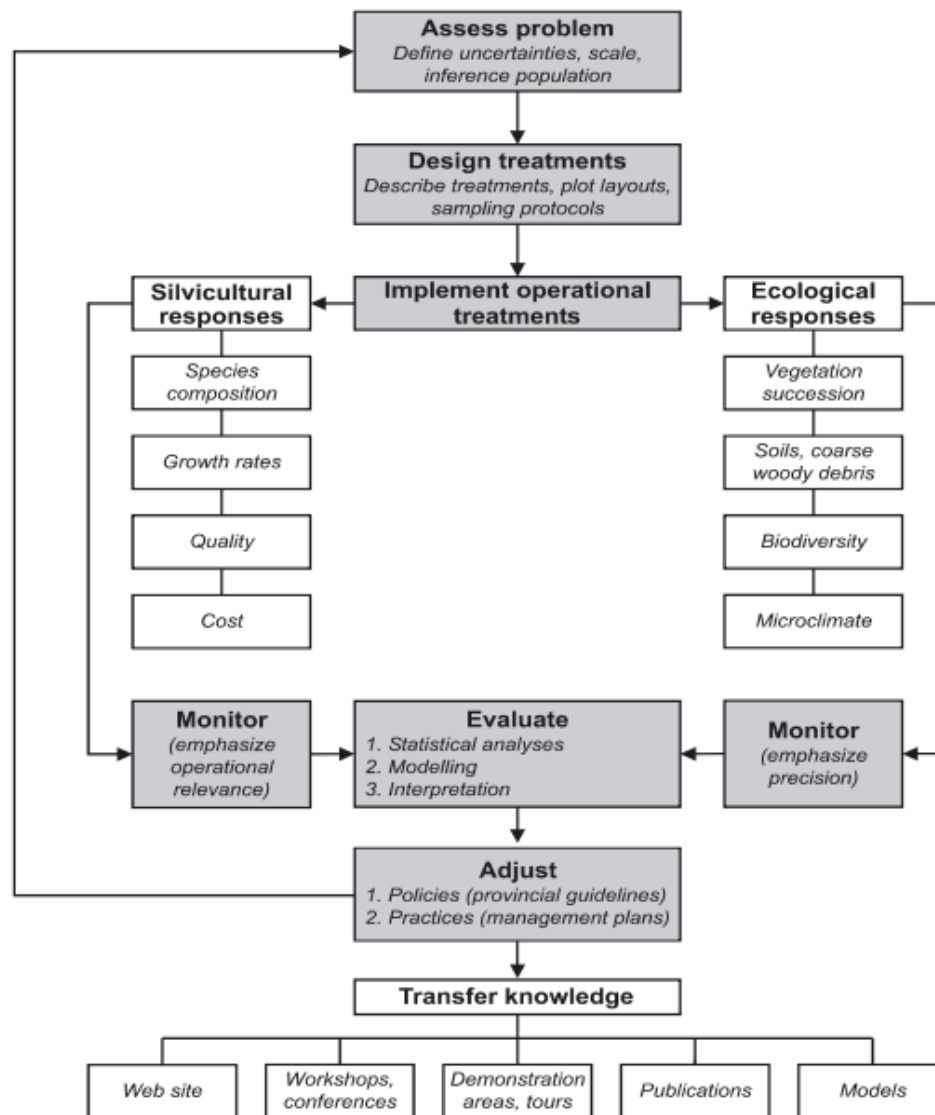 Assess problem
Define uncertainties, scale,
inference population
Design treatments
Describe treatments, plot layouts,
sampling protocols
Silvicultural
responses
Implement operational
treatments
Ecological
responses
Species
composition
Growth rates
Quality
Cost
Vegetation
succession
Soils, coarse
woody debris
Biodiversity
Microclimate
Monitor
(emphasize
operational
relevance)
Evaluate
1. Statistical analyses
2. Modelling
3. Interpretation
Monitor
(emphasize
precision)
Adjust
1. Policies (provincial guidelines)
2. Practices (management plans)
Transfer knowledge
Web site
Workshops,
conferences
Demonstration
areas, tours
Publications
Models